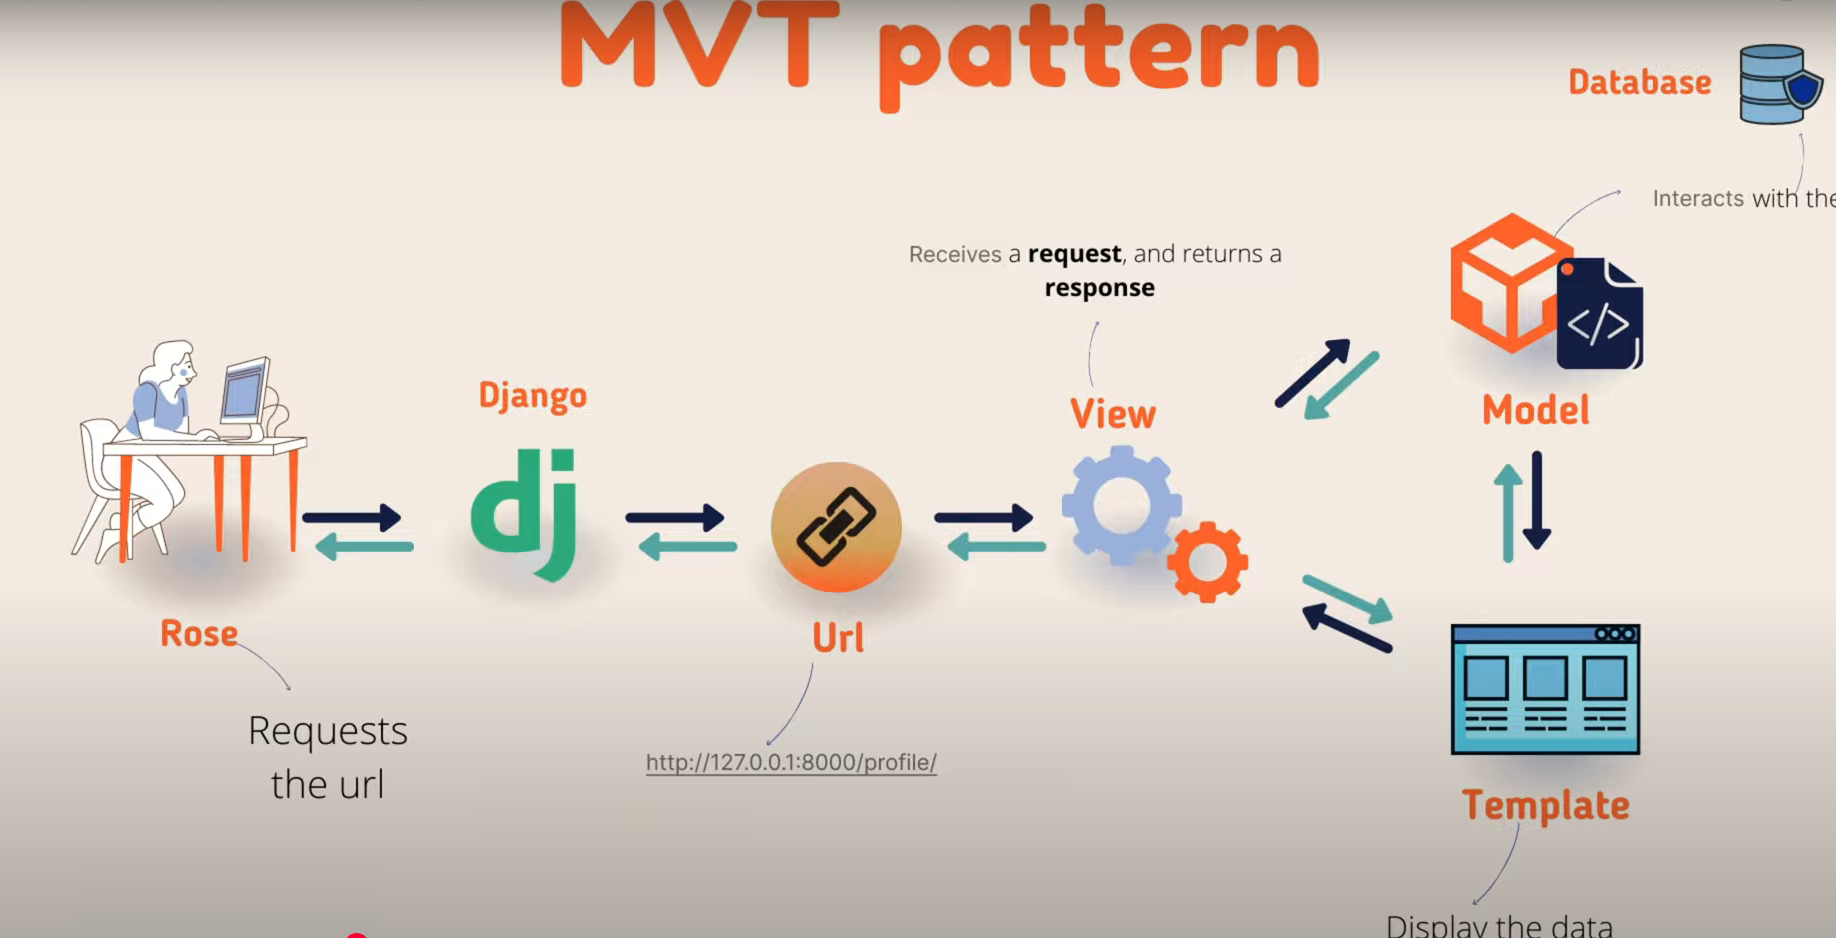 MVT pattern
Database
Interacts with the
Receives a request, and returns a
response
Django
dj
View
Model
</>
Rose
Url
Requests
the url
http://127.0.0.1:8000/profile/
Template
Display the data